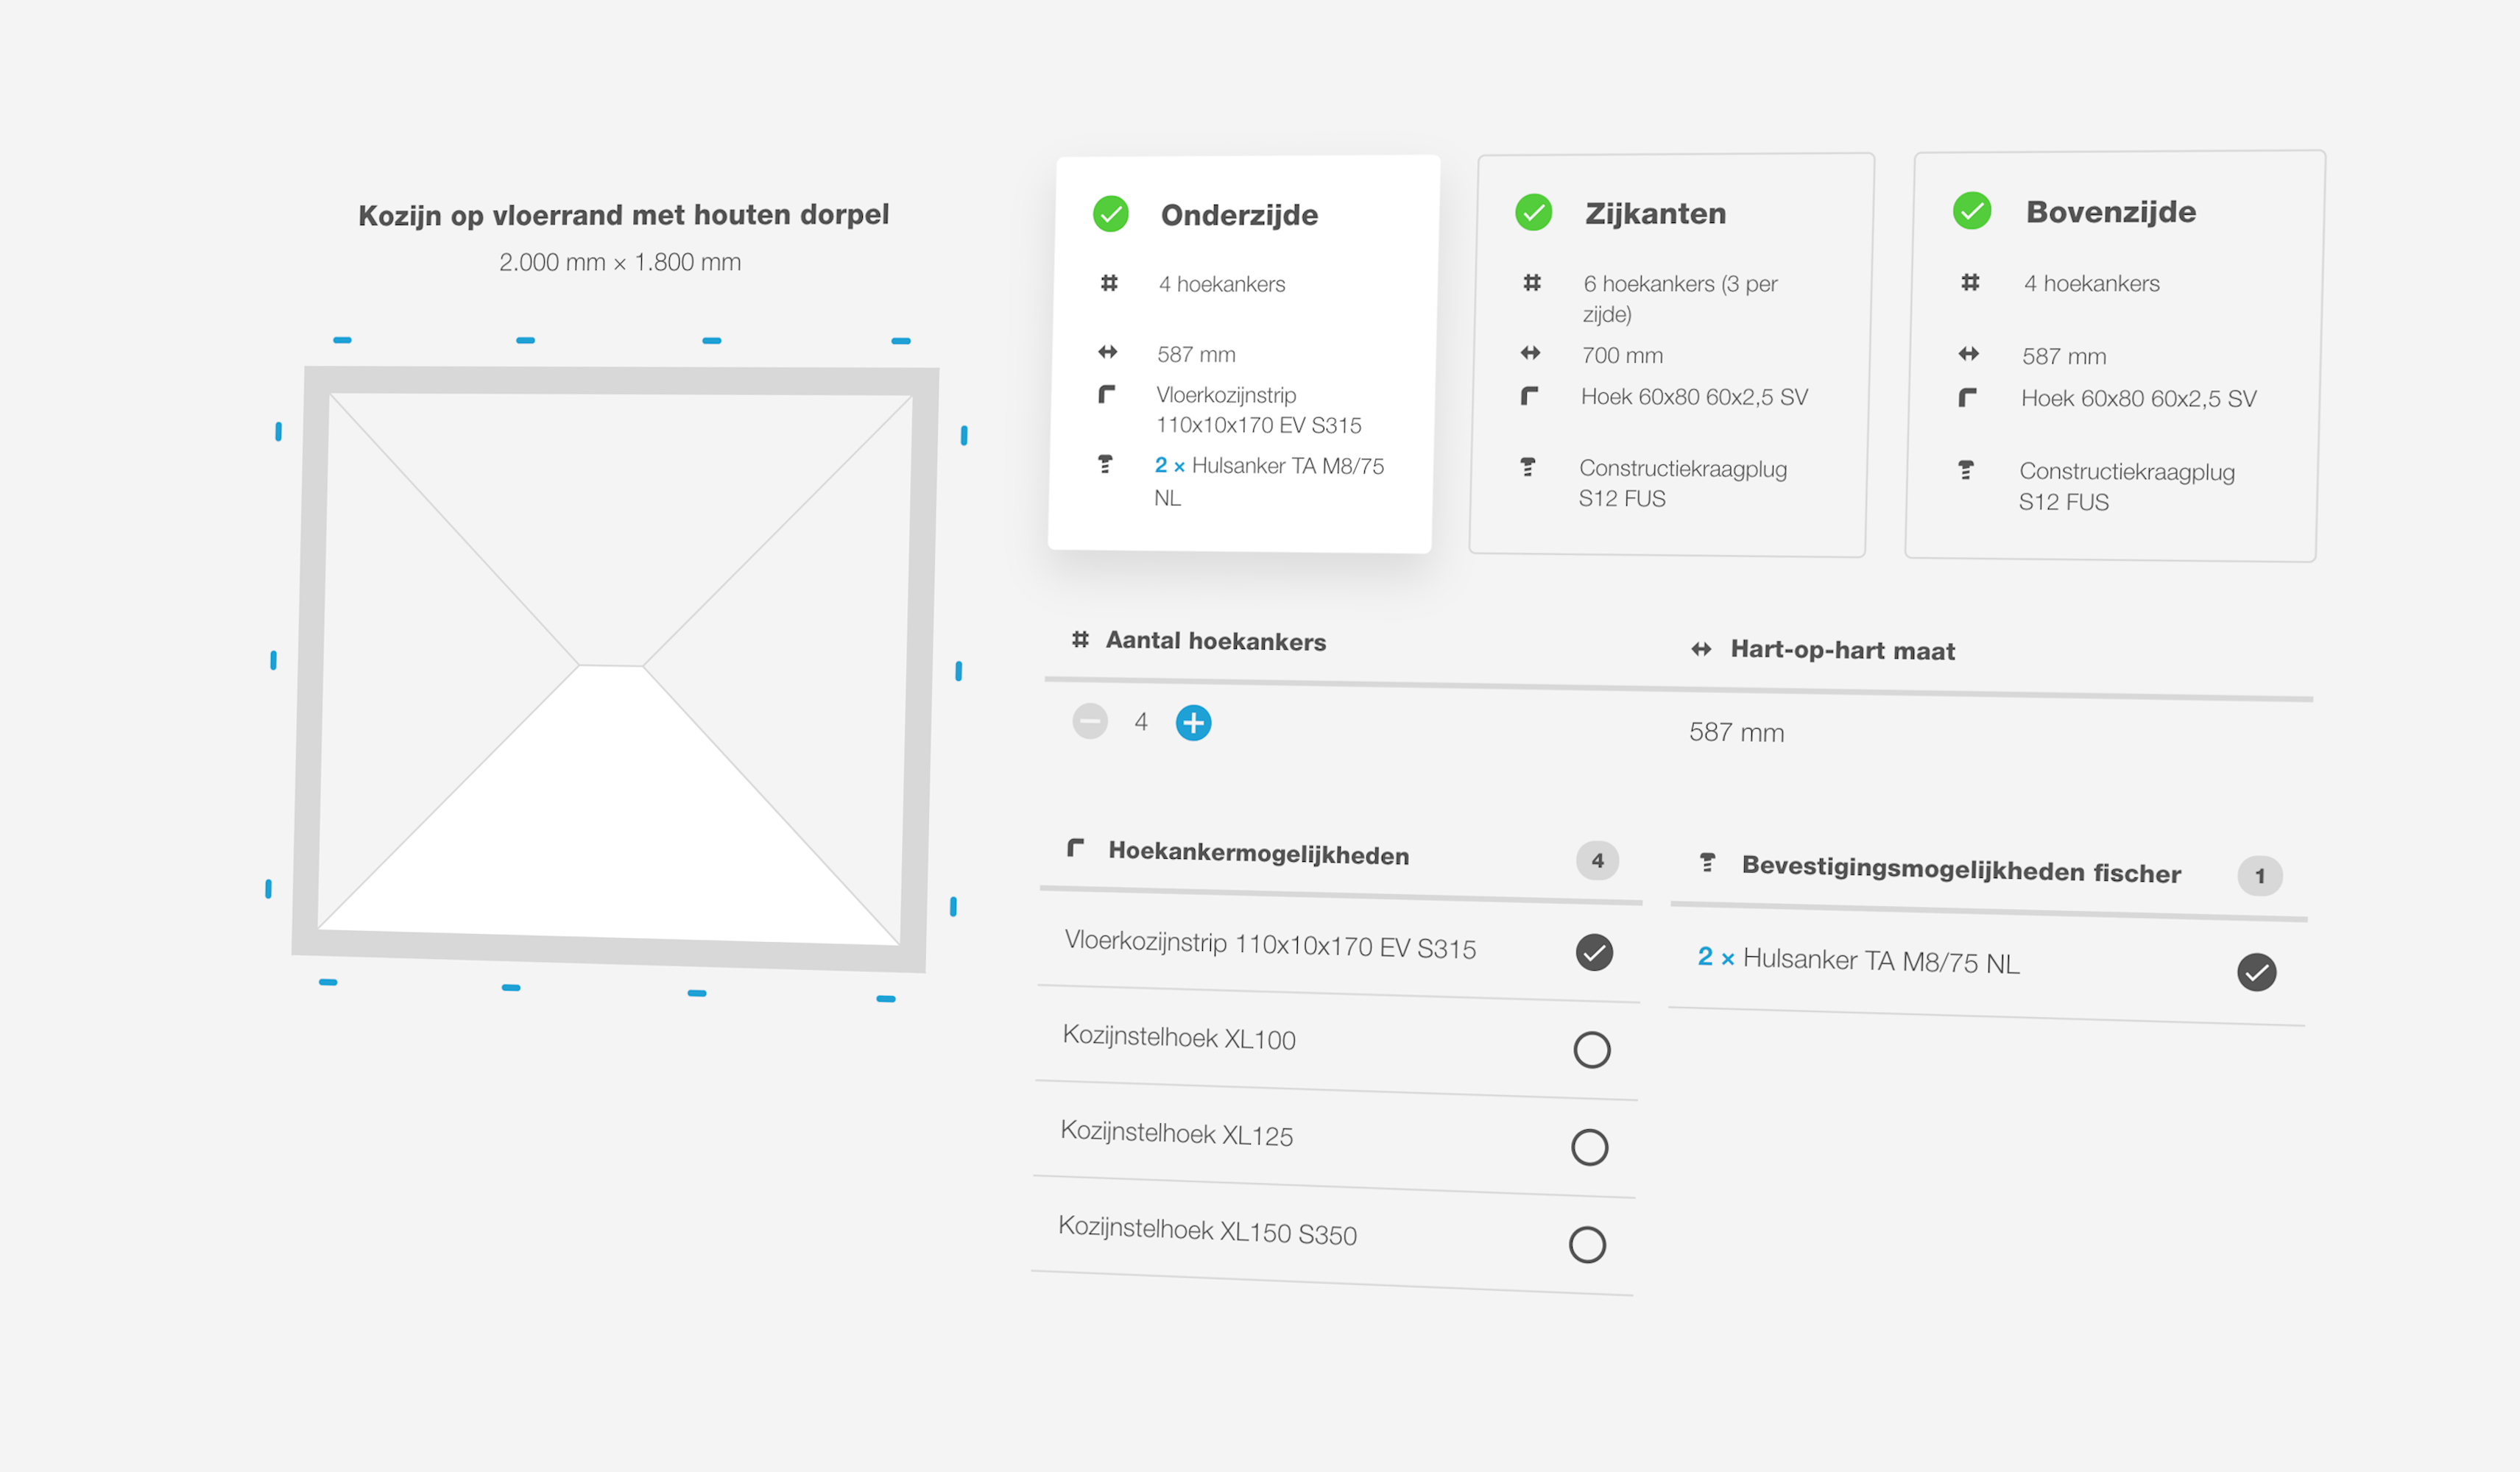 Kozijn op vloerrand met houten dorpel
2.000 mm × 1.800 mm
Onderzijde
4 hoekankers
587 mm
Vloerkozijnstrip
110x10x170 EV S315
2 × Hulsanker TA M8/75
NL
Zijkanten
6 hoekankers (3 per
zijde)
700 mm
Hoek 60x80 60x2,5 SV
Constructiekraagplug
S12 FUS
Bovenzijde
4 hoekankers
587 mm
Hoek 60x80 60x2,5 SV
Constructiekraagplug
S12 FUS
Aantal hoekankers
4
Hart-op-hart maat
587 mm
Hoekankermogelijkheden 4
Vloerkozijnstrip 110x10x170 EV S315
Kozijnstelhoek XL100
Kozijnstelhoek XL125
Kozijnstelhoek XL150 S350
Bevestigingsmogelijkheden fischer 1
2 × Hulsanker TA M8/75 NL